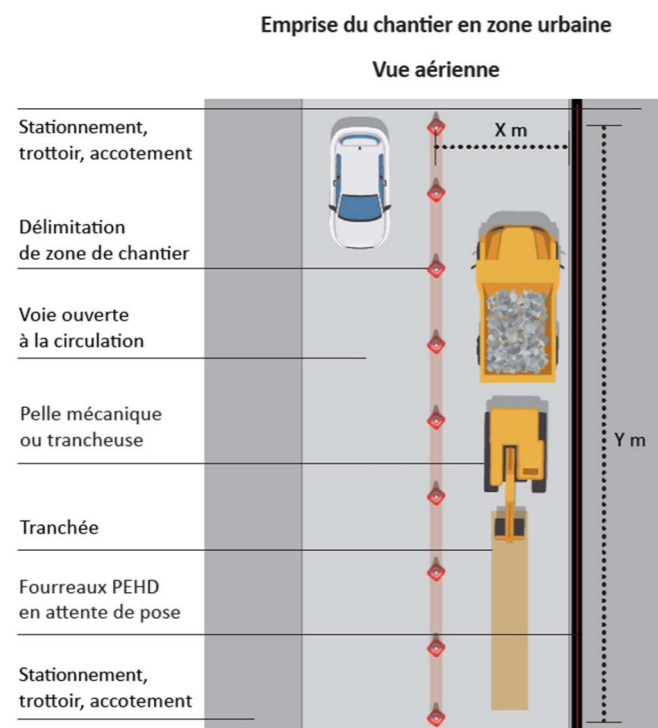 Emprise du chantier en zone urbaine
Vue aérienne
Stationnement,
trottoir, accotement
X m
Délimitation
de zone de chantier
Voie ouverte
à la circulation
Pelle mécanique
ou trancheuse
Y m
Tranchée
Fourreaux PEHD
en attente de pose
Stationnement,
trottoir, accotement